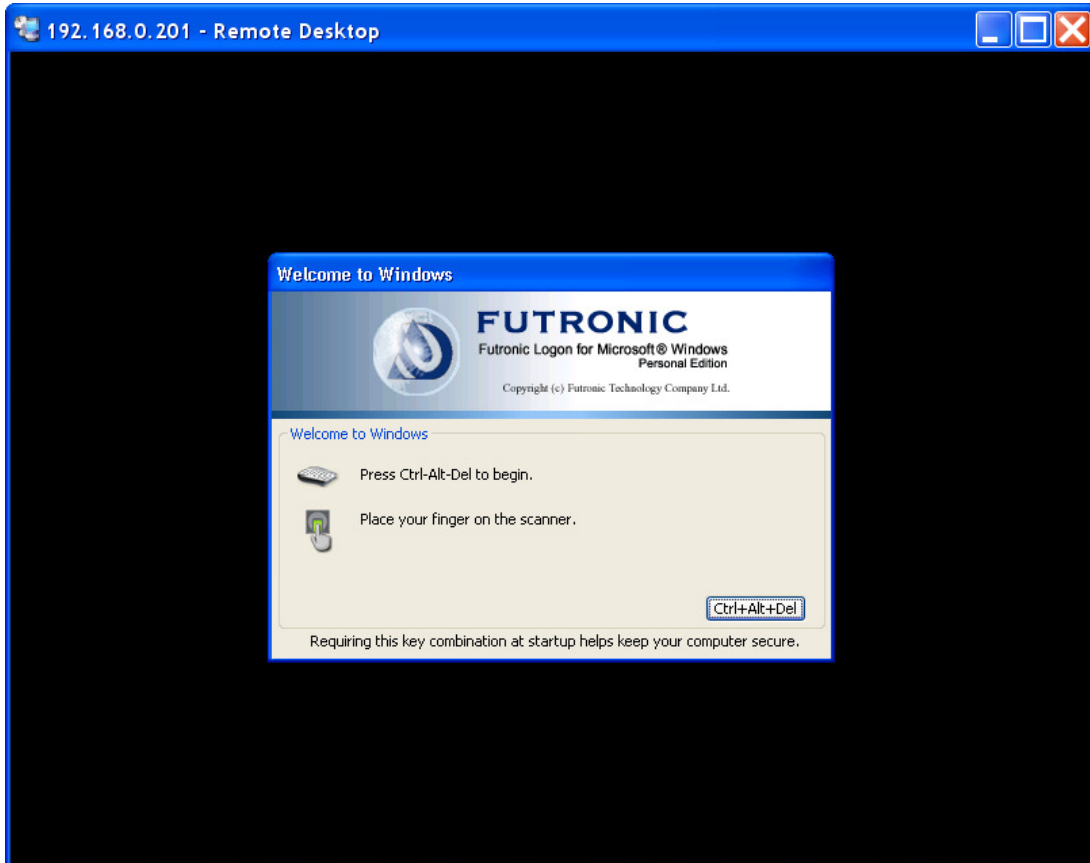 192.168.0.201 - Remote Desktop
Welcome to Windows
FUTRONIC
Futronic Logon for Microsoft® Windows
Personal Edition
Copyright (c) Futronic Technology Company Ltd.
Welcome to Windows
Press Ctrl-Alt-Del to begin.
Place your finger on the scanner.
Ctrl+Alt+Del
Requiring this key combination at startup helps keep your computer secure.